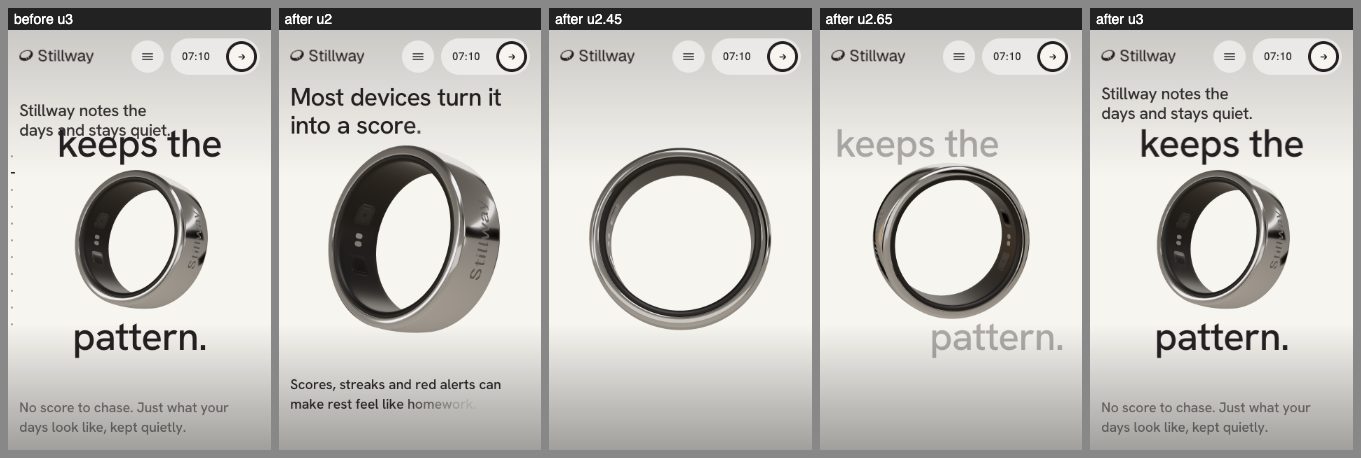 before u3
Stillway
07:10
Stillway notes the
days and stays quiet.
keeps the
Stillway
pattern.
No score to chase. Just what your
days look like, kept quietly.
after u2
Stillway
07:10
Most devices turn it
into a score.
Stillway
Scores, streaks and red alerts can
make rest feel like homework.
after u2.45
Stillway
07:10
after u2.65
Stillway
07:10
keeps the
pattern.
after u3
Stillway
07:10
Stillway notes the
days and stays quiet.
keeps the
Stillway
pattern.
No score to chase. Just what your
days look like, kept quietly.